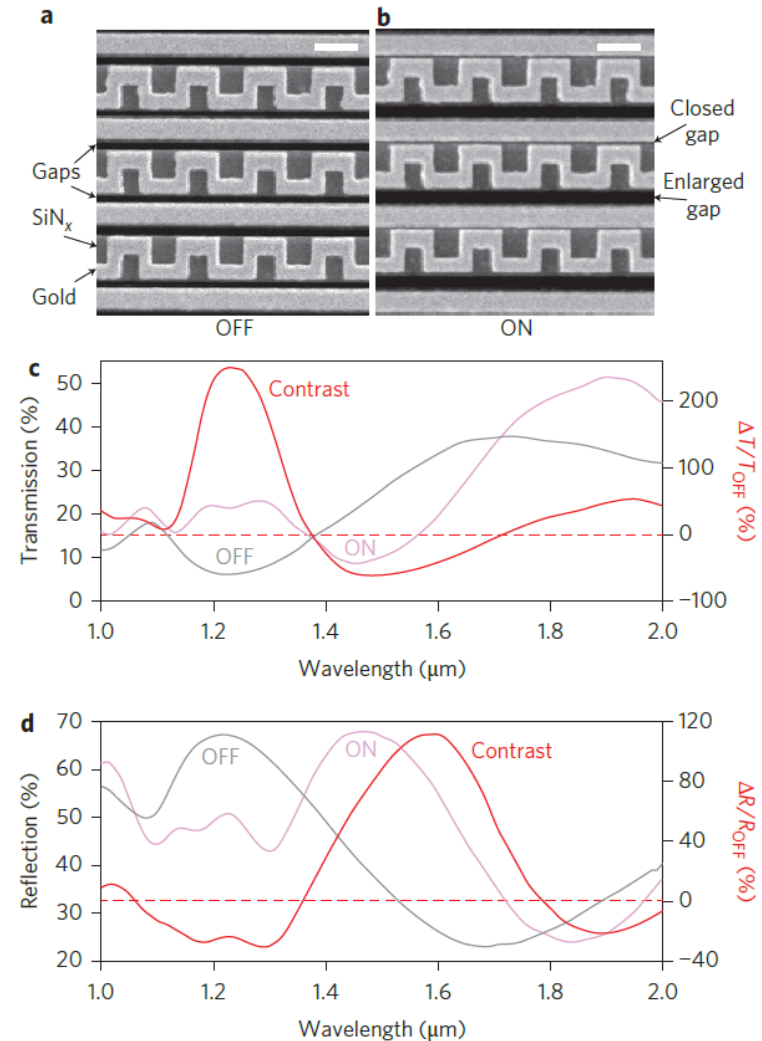 a
b
Gaps
SiNx
Gold
Closed
gap
Enlarged
gap
OFF
ON
c
50
40
30
20
10
0
Transmission (%)
Contrast
OFF
ON
200
100
0
−100
ΔT/TOFF (%)
1.0 1.2 1.4 1.6 1.8 2.0
Wavelength (μm)
d
70
60
50
40
30
20
Reflection (%)
OFF
ON
Contrast
120
80
40
0
−40
ΔR/ROFF (%)
1.0 1.2 1.4 1.6 1.8 2.0
Wavelength (μm)